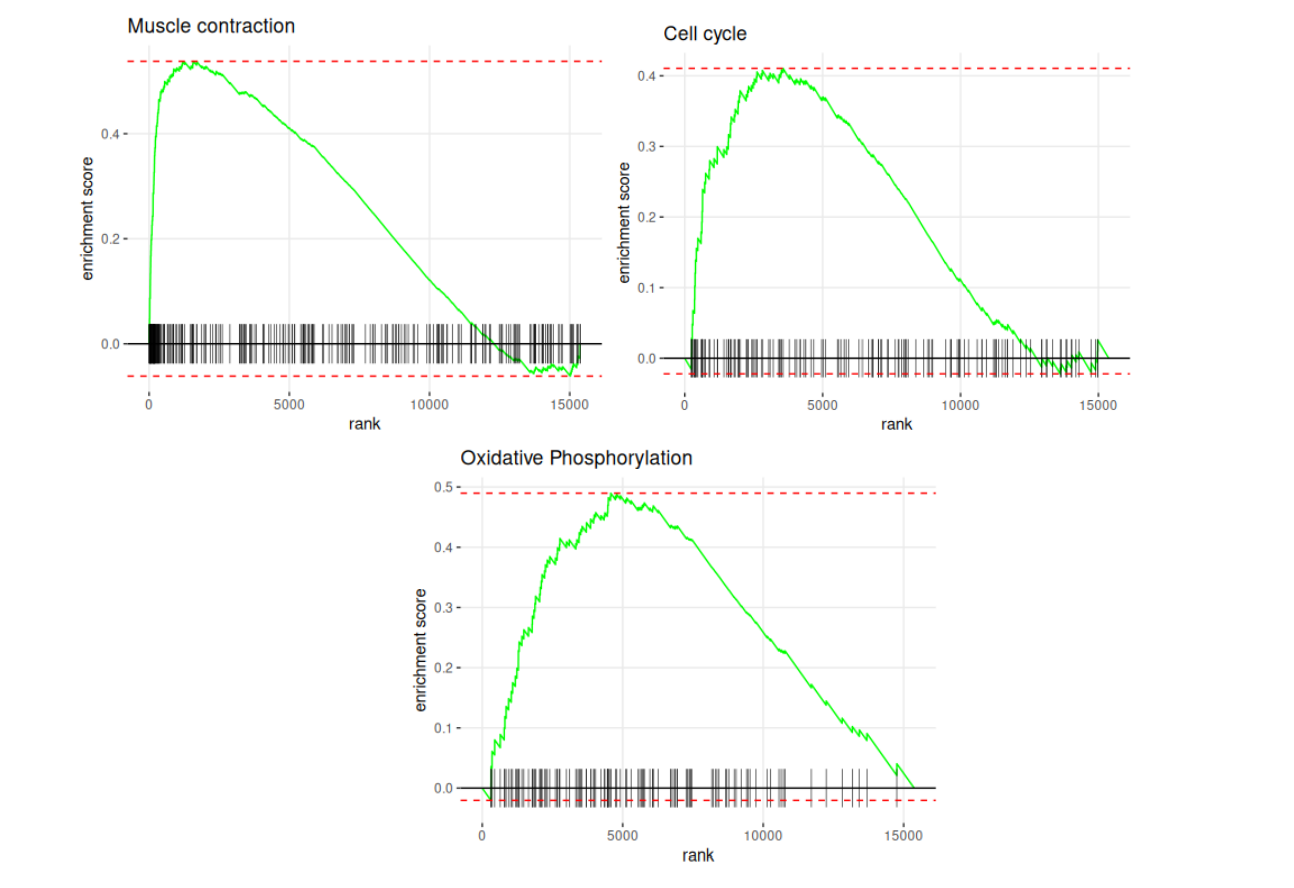 Muscle contraction
enrichment score
0.4
0.2
0.0
0 5000 10000 15000
rank
Cell cycle
enrichment score
0.4
0.3
0.2
0.1
0.0
0 5000 10000 15000
rank
Oxidative Phosphorylation
enrichment score
0.5
0.4
0.3
0.2
0.1
0.0
0 5000 10000 15000
rank